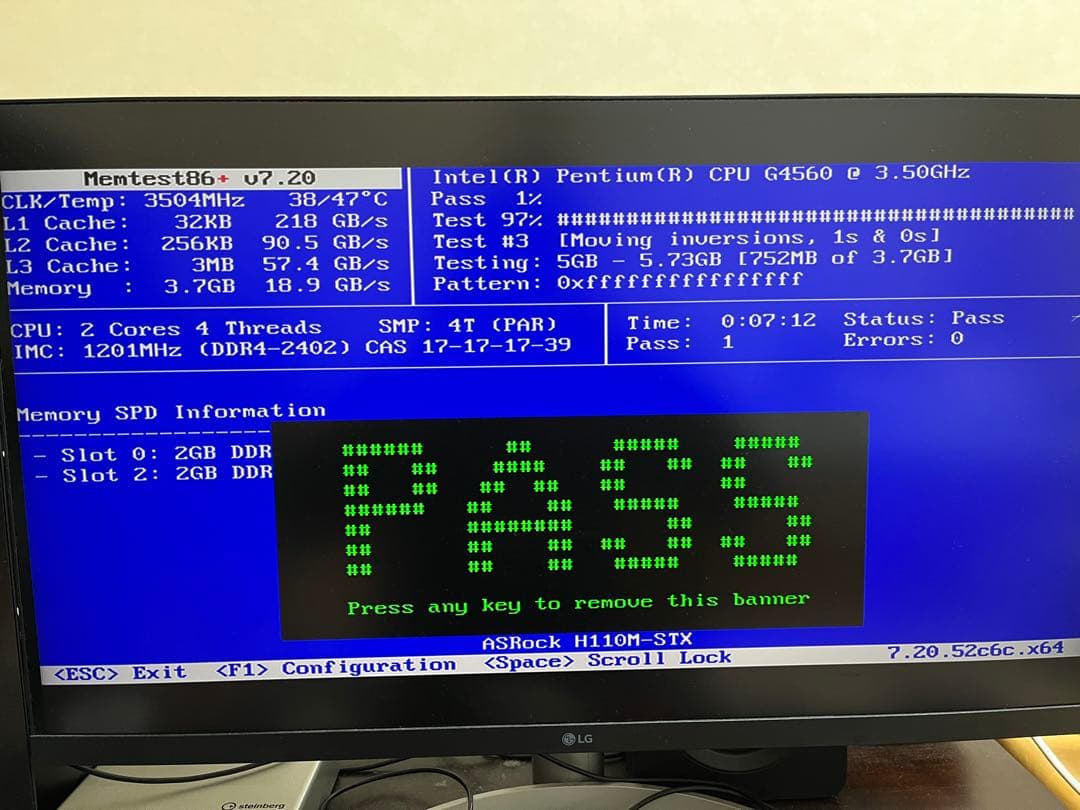 Memtest86+ v7.20
CLK/Temp: 3504MHz 38/47°C
L1 Cache: 32KB 218 GB/s
L2 Cache: 256KB 90.5 GB/s
L3 Cache: 3MB 57.4 GB/s
Memory : 3.7GB 18.9 GB/s
Intel(R) Pentium(R) CPU G4560 @ 3.50GHz
Pass 1%
Test 97% ########################################
Test #3 [Moving inversions, 1s & 0s]
Testing: 5GB - 5.73GB [752MB of 3.7GB]
Pattern: 0xffffffffffffffff
CPU: 2 Cores 4 Threads SMP: 4T (PAR)
IMC: 1201MHz (DDR4-2402) CAS 17-17-17-39
Time: 0:07:12 Status: Pass
Pass: 1 Errors: 0
Memory SPD Information
- Slot 0: 2GB DDR
- Slot 2: 2GB DDR
PASS
Press any key to remove this banner
ASRock H110M-STX
<ESC> Exit <F1> Configuration <Space> Scroll Lock 7.20.52c6c.x64
LG
steinberg